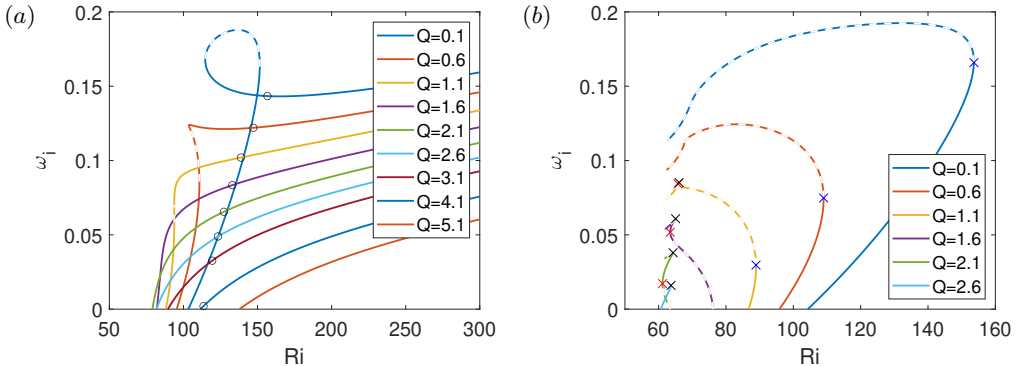 (a)
0.2
0.15
0.1
0.05
0
ω_i
50
100
150
200
250
300
Ri
Q=0.1
Q=0.6
Q=1.1
Q=1.6
Q=2.1
Q=2.6
Q=3.1
Q=4.1
Q=5.1
(b)
0.2
0.15
0.1
0.05
0
ω_i
60
80
100
120
140
160
Ri
Q=0.1
Q=0.6
Q=1.1
Q=1.6
Q=2.1
Q=2.6